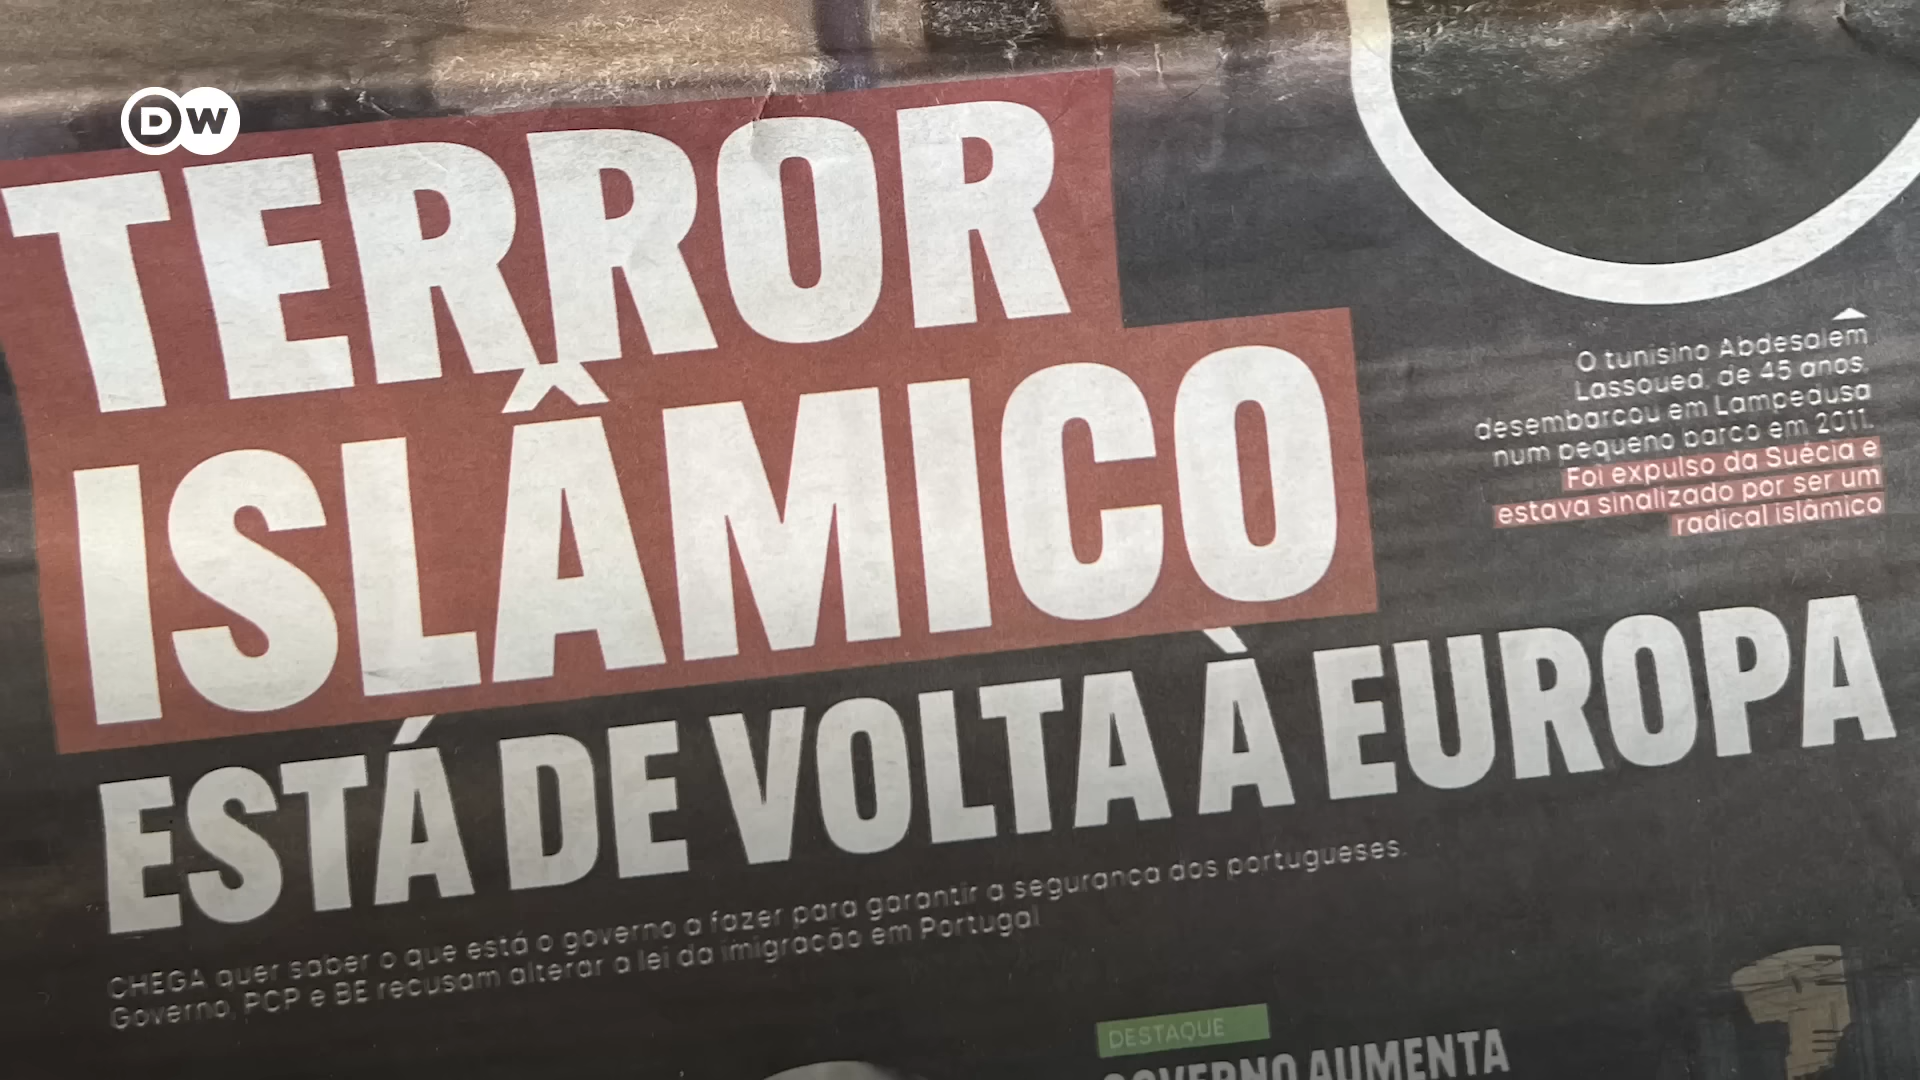 DW
TERROR
ISLÂMICO
ESTÁ DE VOLTA À EUROPA
O tunisino Abdesalem
Lassoued, de 45 anos,
desembarcou em Lampedusa
num pequeno barco em 2011.
Foi expulso da Suécia e
estava sinalizado por ser um
radical islâmico
CHEGA quer saber o que está o governo a fazer para garantir a segurança dos portugueses.
Governo, PCP e BE recusam alterar a lei da imigração em Portugal
DESTAQUE
GOVERNO AUMENTA